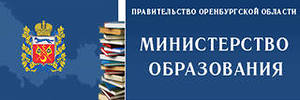 ПРАВИТЕЛЬСТВО ОРЕНБУРГСКОЙ ОБЛАСТИ
МИНИСТЕРСТВО
ОБРАЗОВАНИЯ